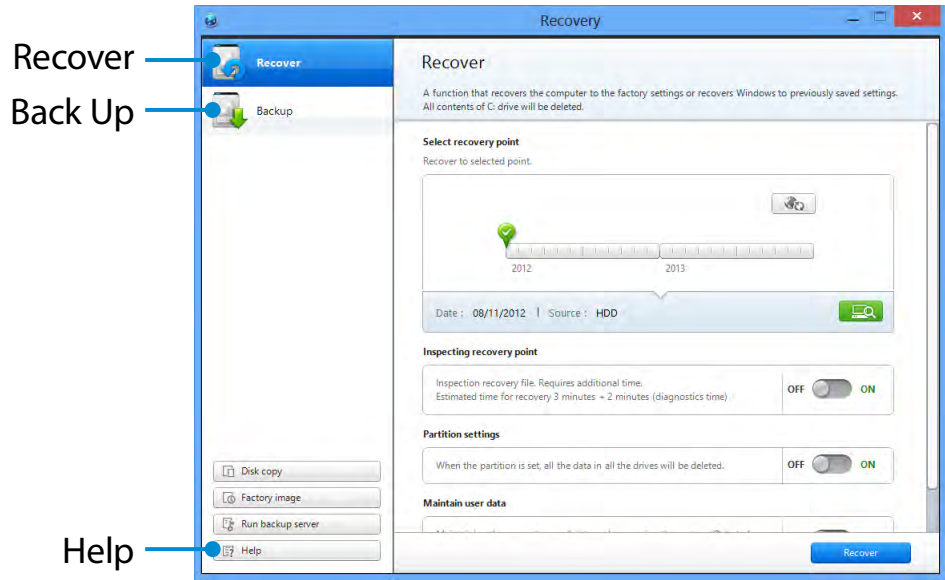 Recovery
Recover
Back Up
Help
Recover
Backup
Disk copy
Factory image
Run backup server
Help
Recover
A function that recovers the computer to the factory settings or recovers Windows to previously saved settings.
All contents of C: drive will be deleted.
Select recovery point
Recover to selected point.
2012 2013
Date : 08/11/2012 | Source : HDD
Inspecting recovery point
Inspection recovery file. Requires additional time.
Estimated time for recovery 3 minutes + 2 minutes (diagnostics time)
OFF ON
Partition settings
When the partition is set, all the data in all the drives will be deleted.
OFF ON
Maintain user data
Recover